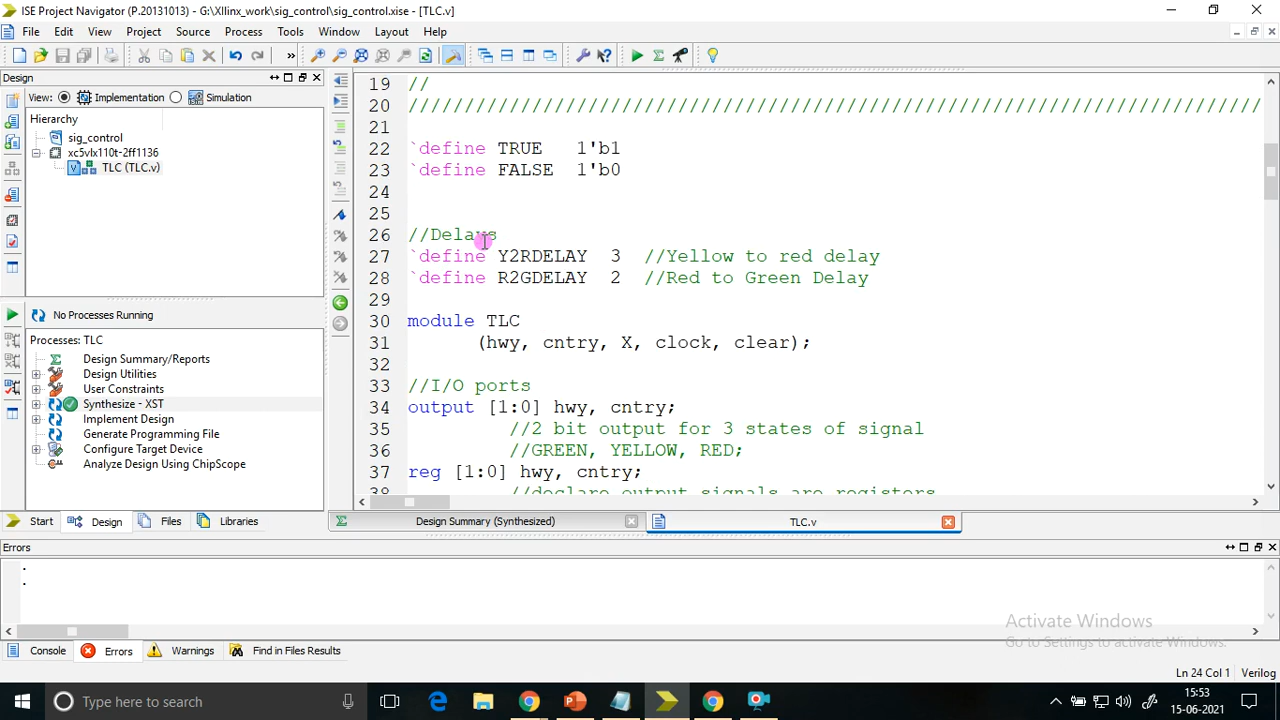 ISE Project Navigator (P.20131013) - G:\XIlinx_work\sig_control\sig_control.xise - [TLC.v]
File Edit View Project Source Process Tools Window Layout Help
»
Design
View: Implementation Simulation
Hierarchy
sig_control
xc5vlx110t-2ff1136
TLC (TLC.v)
No Processes Running
Processes: TLC
Design Summary/Reports
Design Utilities
User Constraints
Synthesize - XST
Implement Design
Generate Programming File
Configure Target Device
Analyze Design Using ChipScope
Start Design Files Libraries
19 //
20 ////////////////////////////////////////////////////////////////////////////
21
22 `define TRUE 1'b1
23 `define FALSE 1'b0
24
25
26 //Delays
27 `define Y2RDELAY 3 //Yellow to red delay
28 `define R2GDELAY 2 //Red to Green Delay
29
30 module TLC
31 (hwy, cntry, X, clock, clear);
32
33 //I/O ports
34 output [1:0] hwy, cntry;
35 //2 bit output for 3 states of signal
36 //GREEN, YELLOW, RED;
37 reg [1:0] hwy, cntry;
38 //declare output signals are registers
Design Summary (Synthesized) TLC.v
Errors
.
.
Activate Windows
Go to Settings to activate Windows.
Console Errors Warnings Find in Files Results
Ln 24 Col 1 Verilog
Type here to search
15:53
15-06-2021